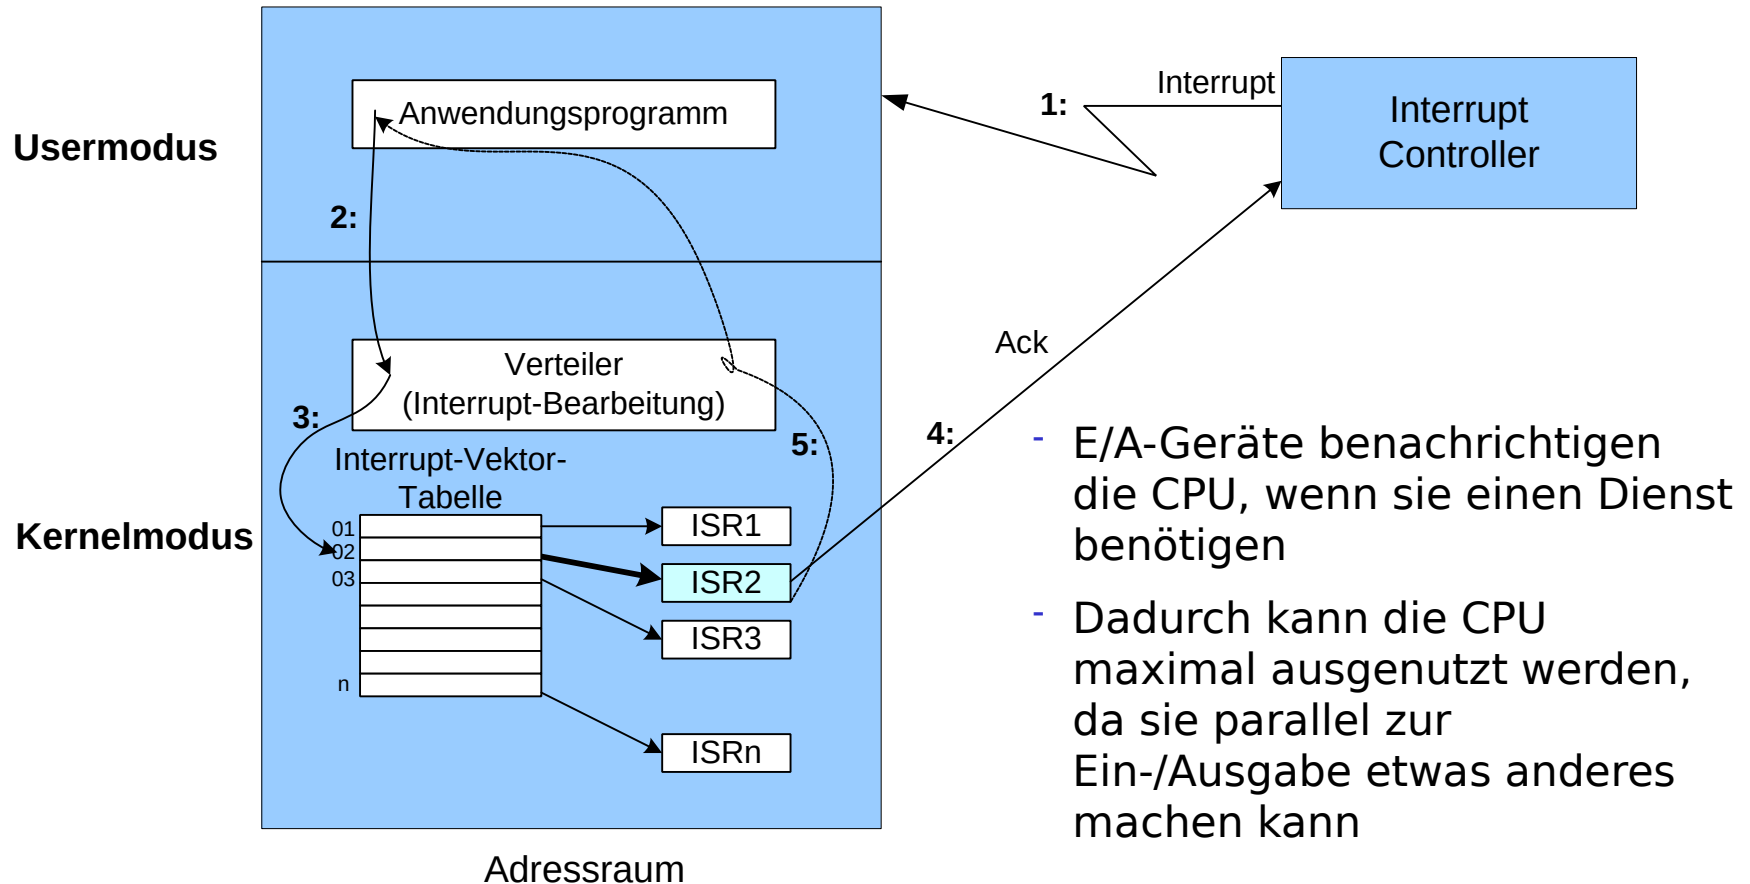 Usermodus
Kernelmodus
Anwendungsprogramm
2:
Verteiler
(Interrupt-Bearbeitung)
3:
5:
Interrupt-Vektor-
Tabelle
01
02
03
n
ISR1
ISR2
ISR3
ISRn
Adressraum
1:
Interrupt
Interrupt
Controller
Ack
4:
- E/A-Geräte benachrichtigen
die CPU, wenn sie einen Dienst
benötigen
- Dadurch kann die CPU
maximal ausgenutzt werden,
da sie parallel zur
Ein-/Ausgabe etwas anderes
machen kann